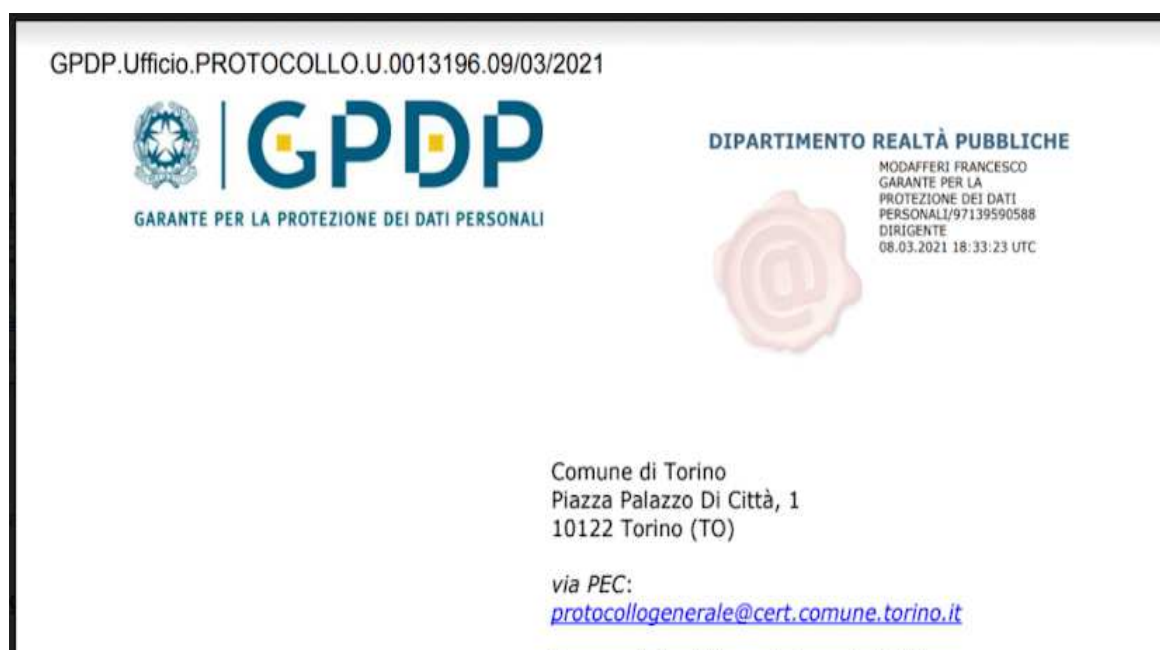 GPDP.Ufficio.PROTOCOLLO.U.0013196.09/03/2021
GPDP
GARANTE PER LA PROTEZIONE DEI DATI PERSONALI
DIPARTIMENTO REALTÀ PUBBLICHE
MODAFFERI FRANCESCO
GARANTE PER LA
PROTEZIONE DEI DATI
PERSONALI/97139590588
DIRIGENTE
08.03.2021 18:33:23 UTC
@
Comune di Torino
Piazza Palazzo Di Città, 1
10122 Torino (TO)
via PEC:
protocollogenerale@cert.comune.torino.it